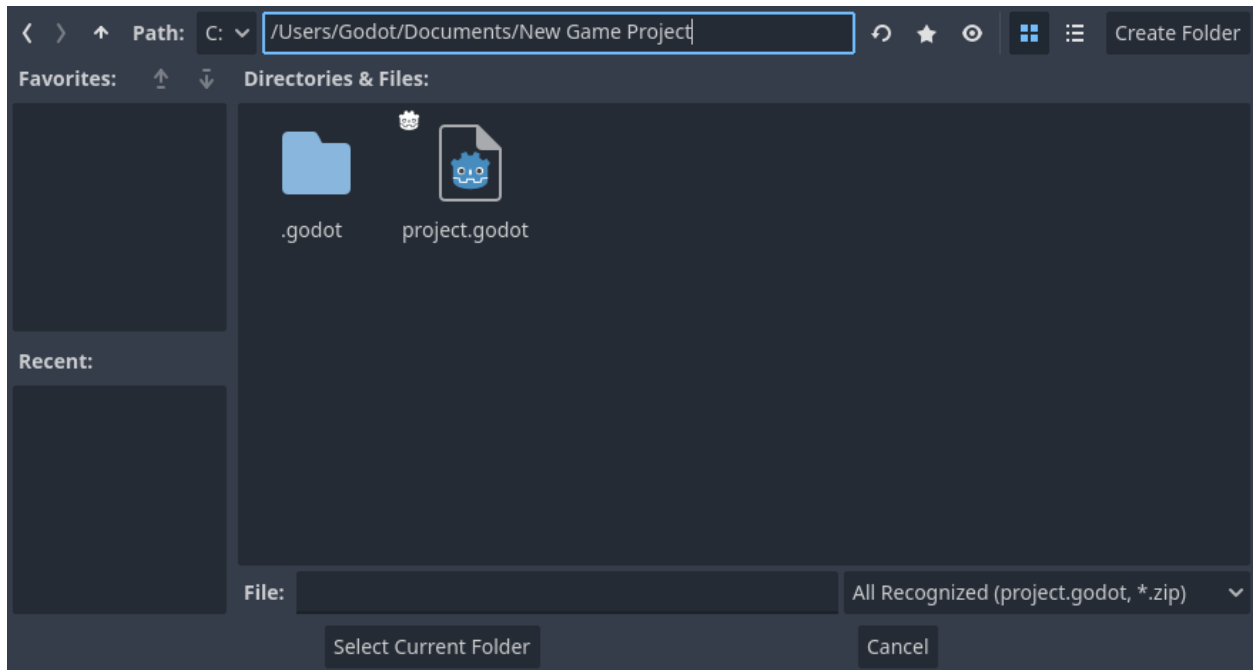 Path: C: /Users/Godot/Documents/New Game Project Create Folder
Favorites: Directories & Files:
.godot project.godot
Recent:
File: All Recognized (project.godot, *.zip)
Select Current Folder Cancel